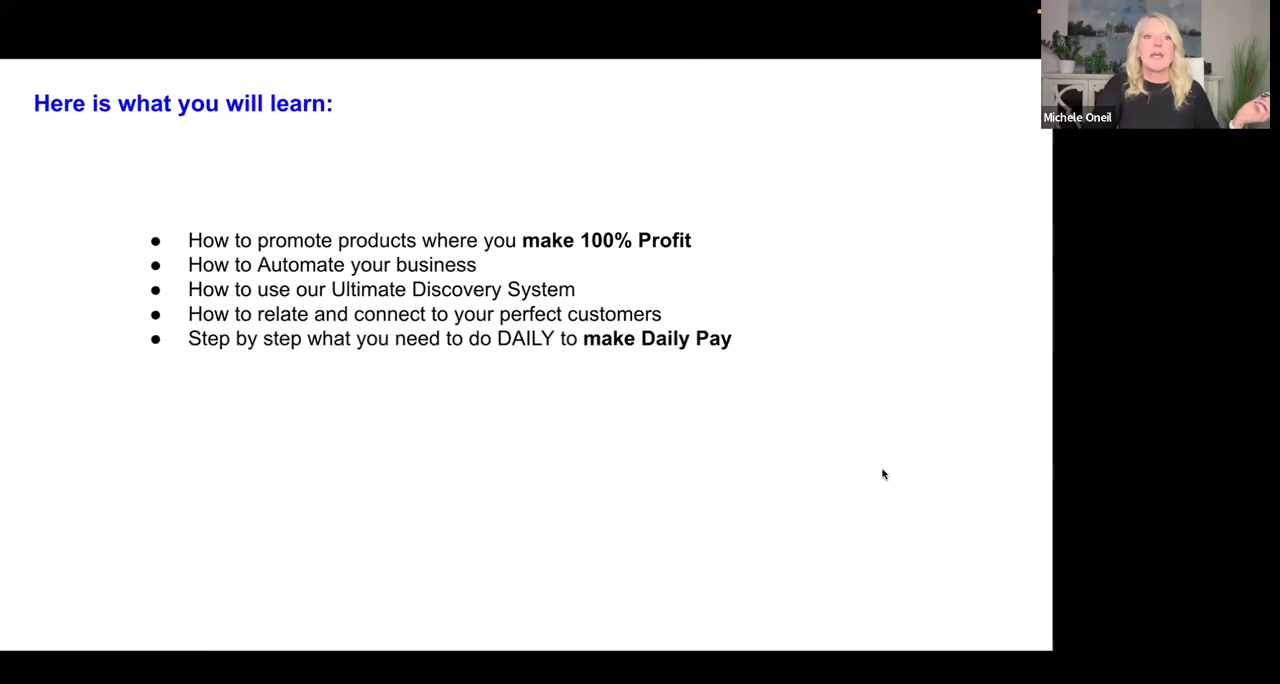 Here is what you will learn:
Michele Oneil
● How to promote products where you make 100% Profit
● How to Automate your business
● How to use our Ultimate Discovery System
● How to relate and connect to your perfect customers
● Step by step what you need to do DAILY to make Daily Pay